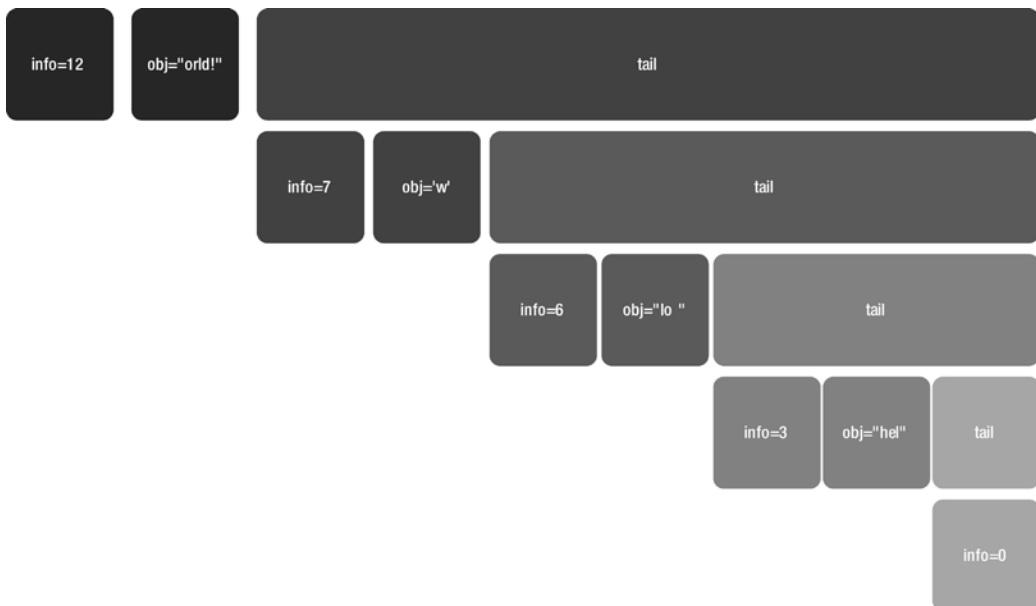 info=12 obj="orld!" tail
info=7 obj='w' tail
info=6 obj="lo " tail
info=3 obj="hel" tail
info=0